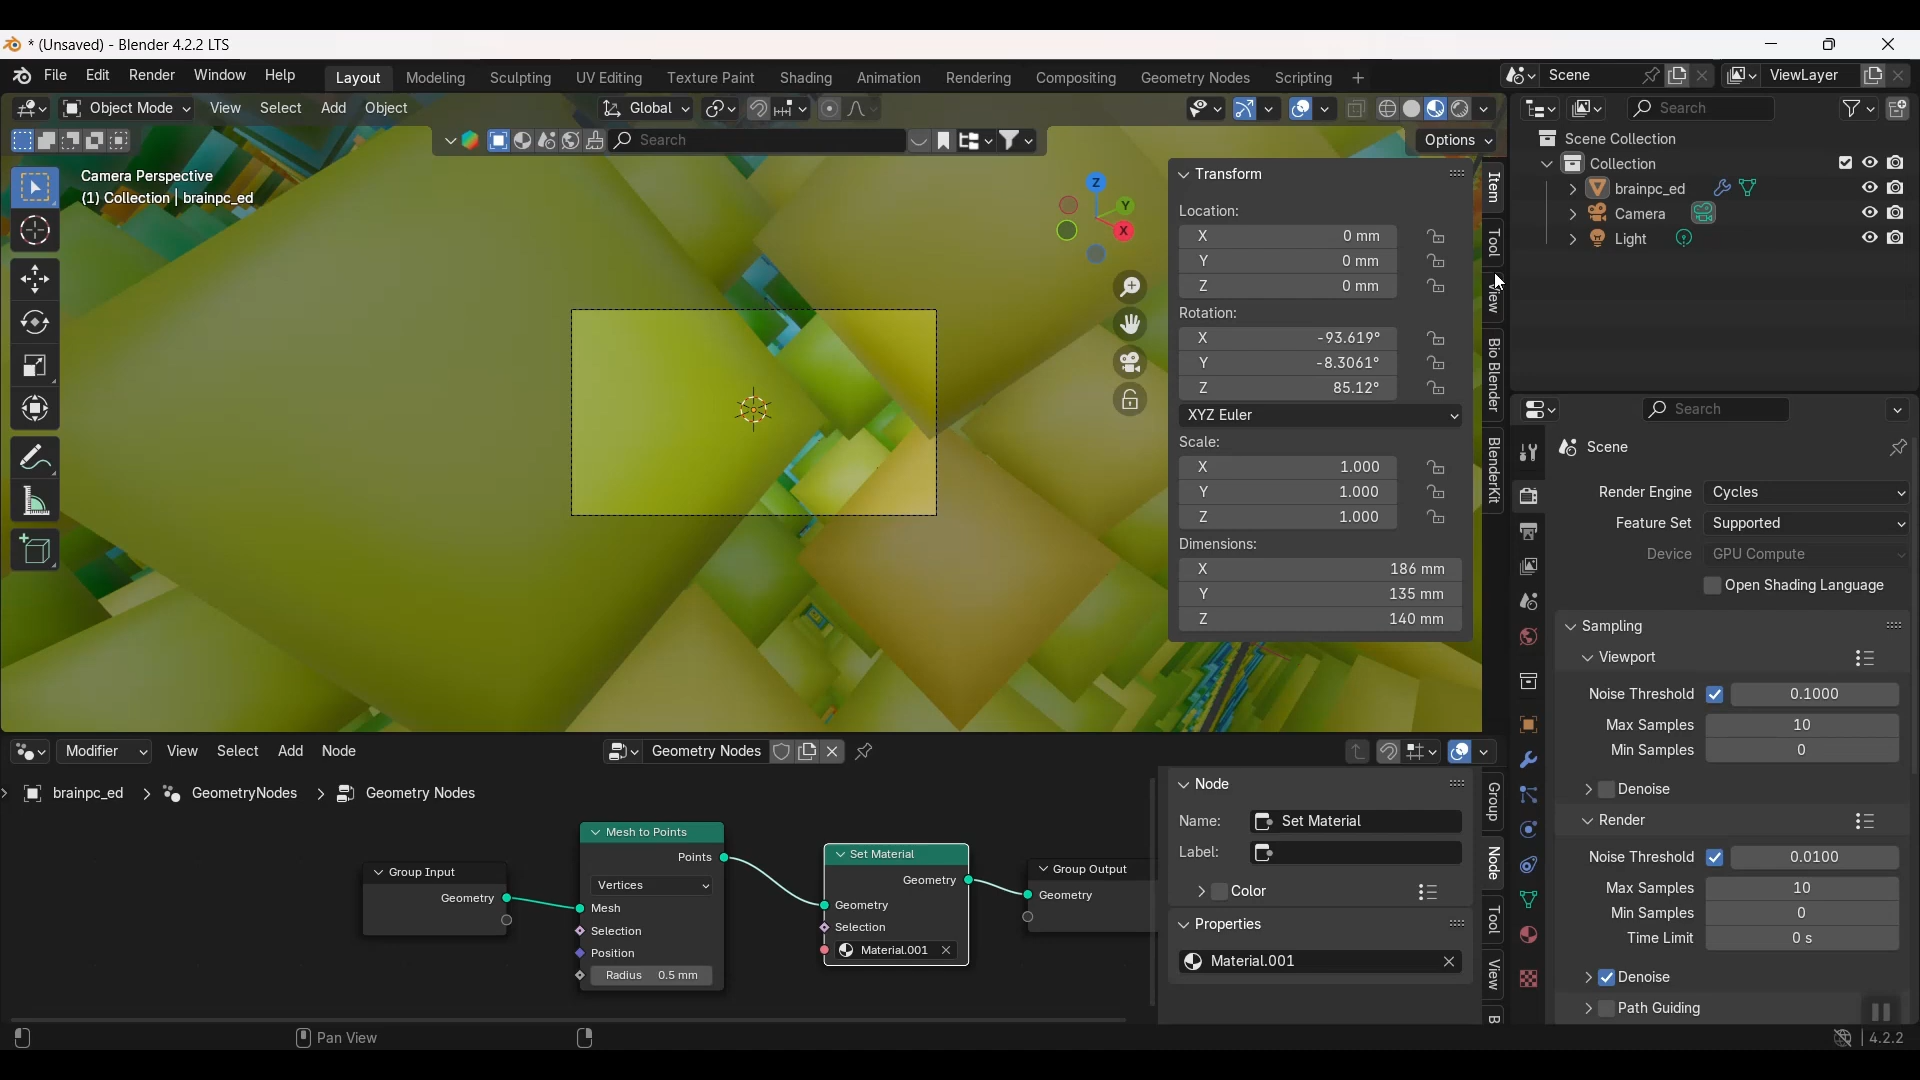 * (Unsaved) - Blender 4.2.2 LTS
File Edit Render Window Help
Layout Modeling Sculpting UV Editing Texture Paint Shading Animation Rendering Compositing Geometry Nodes Scripting +
Scene
ViewLayer
Object Mode View Select Add Object
Global
Search
Search
Options
Camera Perspective
(1) Collection | brainpc_ed
Z
Y
X
Transform
Location:
X 0 mm
Y 0 mm
Z 0 mm
Rotation:
X -93.619°
Y -8.3061°
Z 85.12°
XYZ Euler
Scale:
X 1.000
Y 1.000
Z 1.000
Dimensions:
X 186 mm
Y 135 mm
Z 140 mm
Item
Tool
View
Bio Blender
BlenderKit
Scene Collection
Collection
brainpc_ed
Camera
Light
Search
Scene
Render Engine Cycles
Feature Set Supported
Device GPU Compute
Open Shading Language
Sampling
Viewport
Noise Threshold 0.1000
Max Samples 10
Min Samples 0
Denoise
Render
Noise Threshold 0.0100
Max Samples 10
Min Samples 0
Time Limit 0 s
Denoise
Path Guiding
Modifier View Select Add Node
Geometry Nodes
brainpc_ed > GeometryNodes > Geometry Nodes
Group Input
Geometry
Mesh to Points
Points
Vertices
Mesh
Selection
Position
Radius 0.5 mm
Set Material
Geometry
Geometry
Selection
Material.001
Group Output
Geometry
Node
Name: Set Material
Label:
Color
Properties
Material.001
Group
Node
Tool
View
B
Pan View
4.2.2